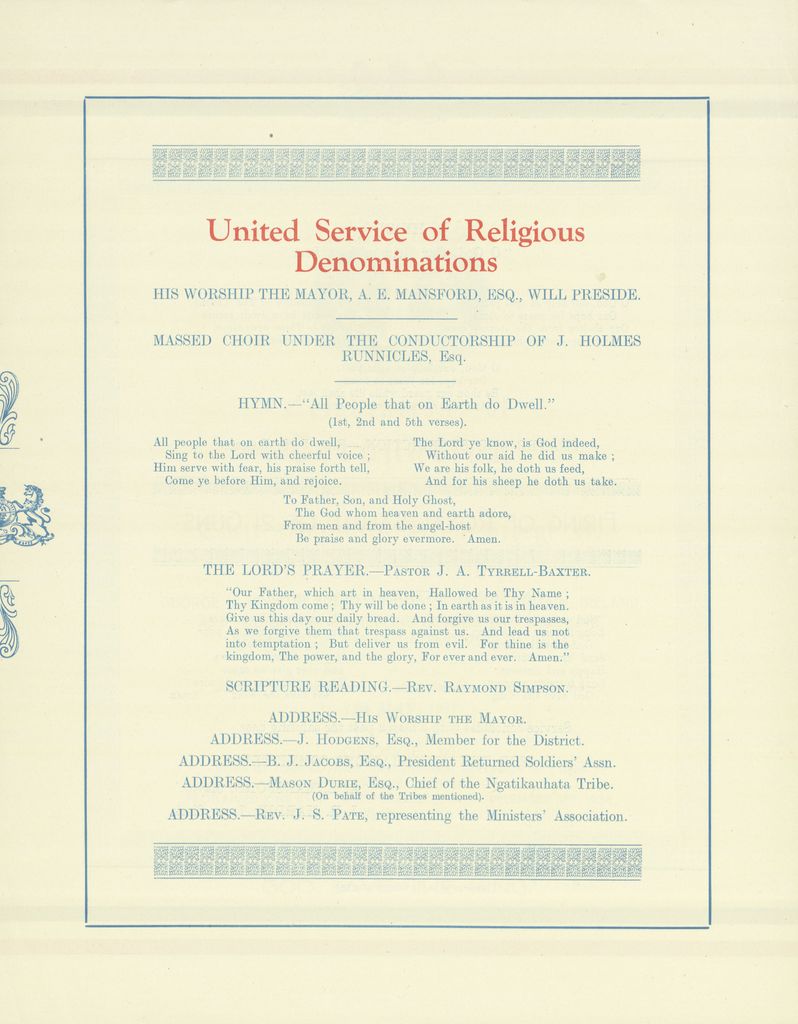 United Service of Religious
Denominations
HIS WORSHIP THE MAYOR, A. E. MANSFORD, ESQ., WILL PRESIDE.
MASSED CHOIR UNDER THE CONDUCTORSHIP OF J. HOLMES
RUNNICLES, Esq.
HYMN.—"All People that on Earth do Dwell."
(1st, 2nd and 5th verses).
All people that on earth do dwell,
Sing to the Lord with cheerful voice ;
Him serve with fear, his praise forth tell,
Come ye before Him, and rejoice.
The Lord ye know, is God indeed,
Without our aid he did us make ;
We are his folk, he doth us feed,
And for his sheep he doth us take.
To Father, Son, and Holy Ghost,
The God whom heaven and earth adore,
From men and from the angel-host
Be praise and glory evermore. Amen.
THE LORD'S PRAYER.—PASTOR J. A. TYRRELL-BAXTER.
"Our Father, which art in heaven, Hallowed be Thy Name ;
Thy Kingdom come ; Thy will be done ; In earth as it is in heaven.
Give us this day our daily bread. And forgive us our trespasses,
As we forgive them that trespass against us. And lead us not
into temptation ; But deliver us from evil. For thine is the
kingdom, The power, and the glory, For ever and ever. Amen."
SCRIPTURE READING.—REV. RAYMOND SIMPSON.
ADDRESS.—HIS WORSHIP THE MAYOR.
ADDRESS.—J. HODGENS, ESQ., Member for the District.
ADDRESS.—B. J. JACOBS, ESQ., President Returned Soldiers' Assn.
ADDRESS.—MASON DURIE, ESQ., Chief of the Ngatikauhata Tribe.
(On behalf of the Tribes mentioned).
ADDRESS.—REV. J. S. PATE, representing the Ministers' Association.